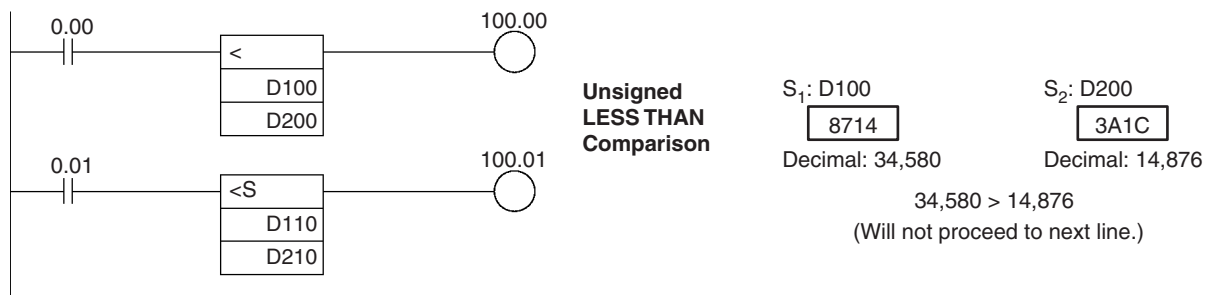 0.00
100.00
<
D100
D200
0.01
100.01
<S
D110
D210
Unsigned
LESS THAN
Comparison
S1: D100
8714
Decimal: 34,580
S2: D200
3A1C
Decimal: 14,876
34,580 > 14,876
(Will not proceed to next line.)